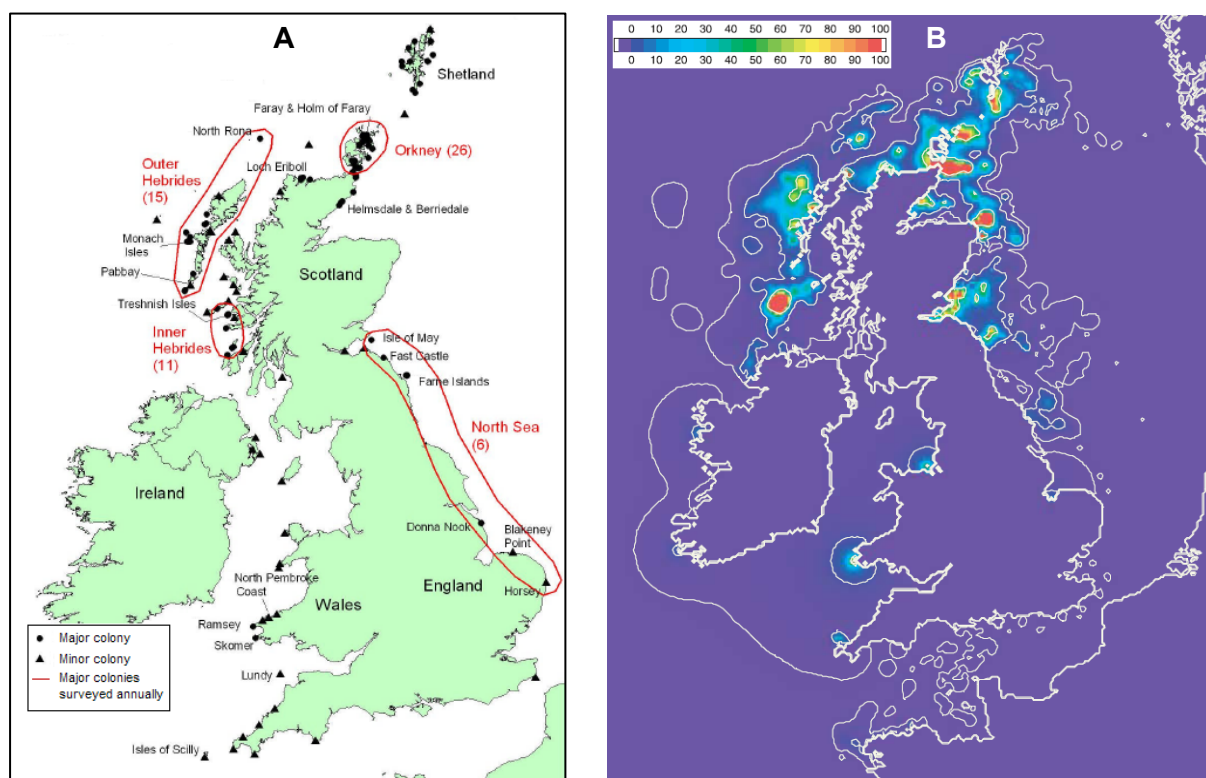 A
Shetland
Faray & Holm of Faray
North Rona
Orkney (26)
Outer
Hebrides
(15)
Loch Eriboll
Helmsdale & Berriedale
Monach
Isles
Scotland
Pabbay
Treshnish Isles
Inner
Hebrides
(11)
Isle of May
Fast Castle
Farne Islands
North Sea
(6)
Ireland
Donna Nook
Blakeney
Point
North Pembroke
Coast
England
Horsey
Wales
Ramsey
Skomer
Lundy
Isles of Scilly
Major colony
Minor colony
Major colonies
surveyed annually
0 10 20 30 40 50 60 70 80 90 100
0 10 20 30 40 50 60 70 80 90 100
B